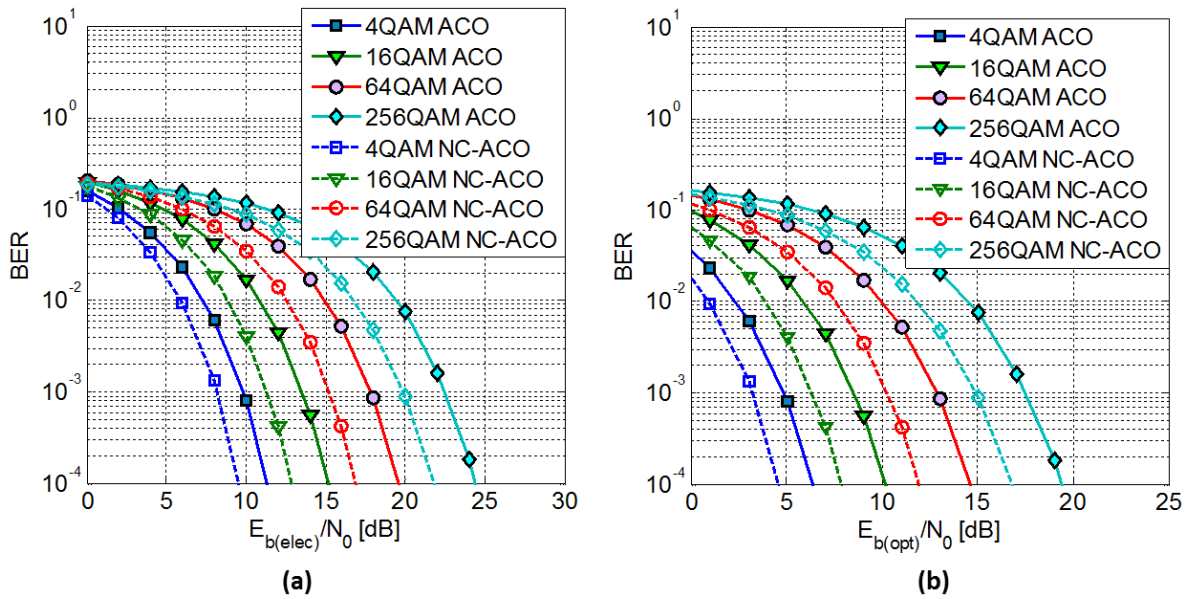 10^1
10^0
10^-1
10^-2
10^-3
10^-4
BER
0 5 10 15 20 25 30
E_b(elec)/N_0 [dB]
4QAM ACO
16QAM ACO
64QAM ACO
256QAM ACO
4QAM NC-ACO
16QAM NC-ACO
64QAM NC-ACO
256QAM NC-ACO
(a)
10^1
10^0
10^-1
10^-2
10^-3
10^-4
BER
0 5 10 15 20 25
E_b(opt)/N_0 [dB]
4QAM ACO
16QAM ACO
64QAM ACO
256QAM ACO
4QAM NC-ACO
16QAM NC-ACO
64QAM NC-ACO
256QAM NC-ACO
(b)